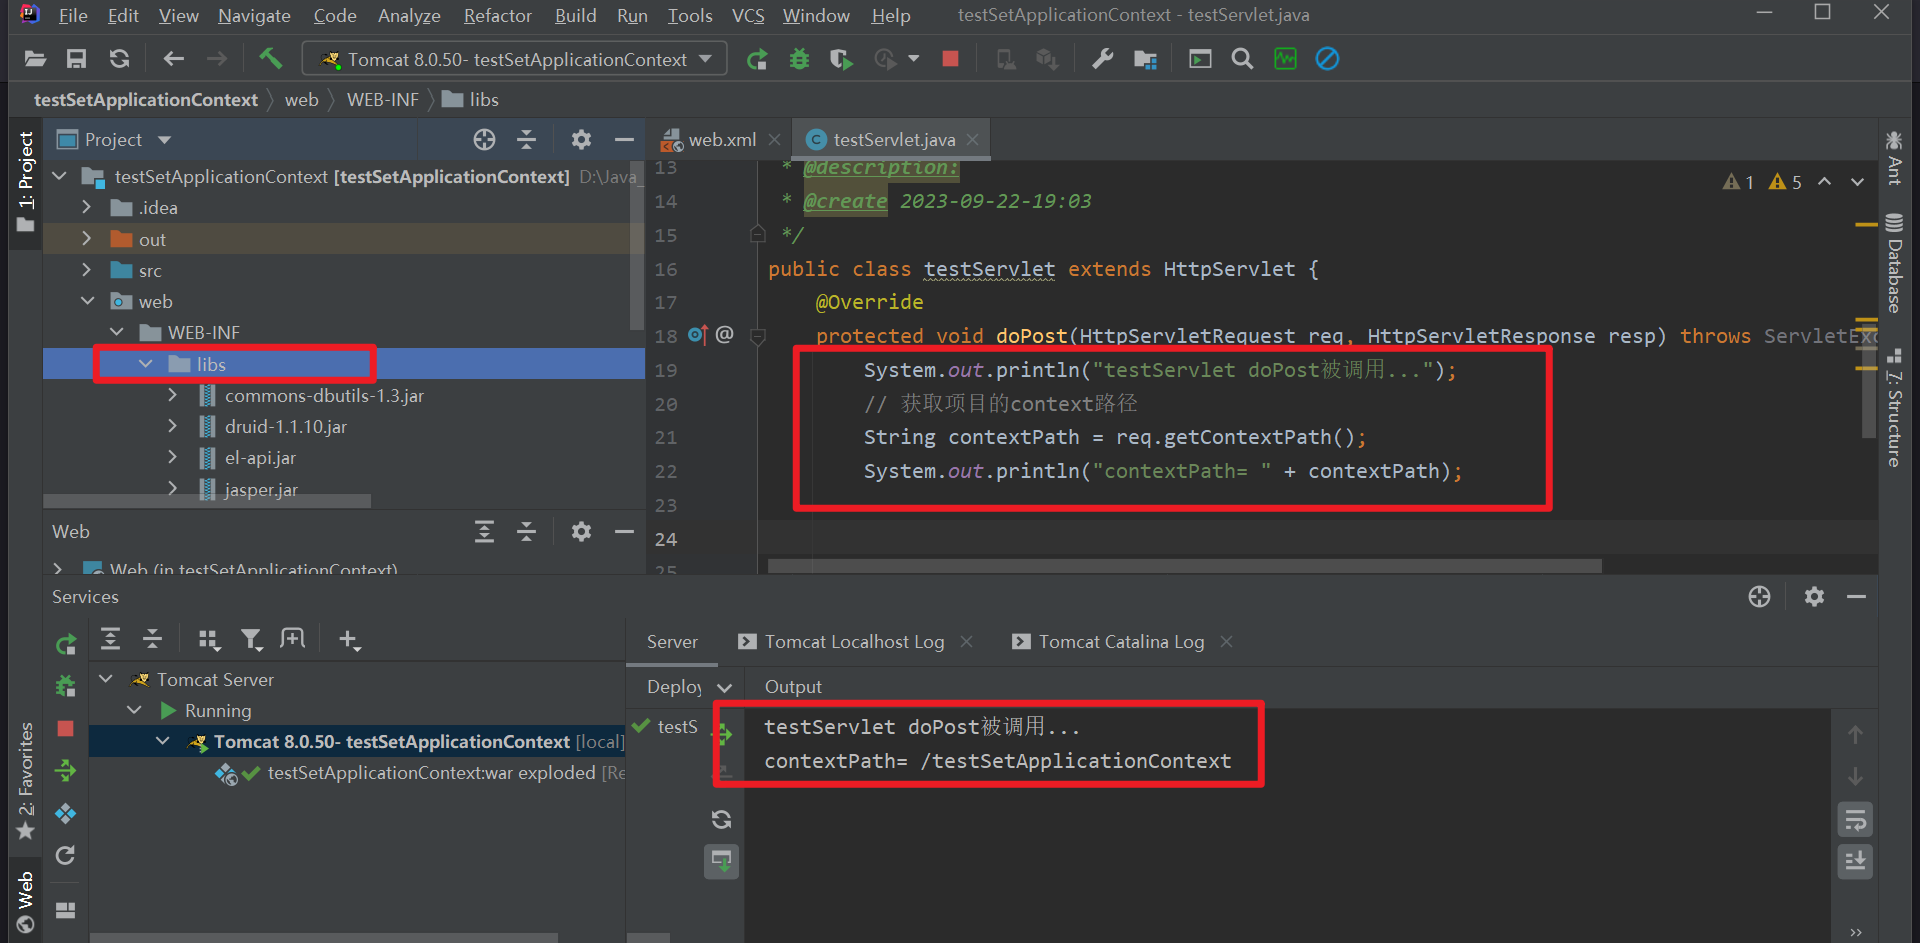 File Edit View Navigate Code Analyze Refactor Build Run Tools VCS Window Help testSetApplicationContext - testServlet.java
Tomcat 8.0.50- testSetApplicationContext
testSetApplicationContext web WEB-INF libs
1: Project
Project
testSetApplicationContext [testSetApplicationContext] D:\Java_
.idea
out
src
web
WEB-INF
libs
commons-dbutils-1.3.jar
druid-1.1.10.jar
el-api.jar
jasper.jar
Web
Web (in testSetApplicationContext)
web.xml testServlet.java
1 5
13 * @description:
14 * @create 2023-09-22-19:03
15 */
16 public class testServlet extends HttpServlet {
17 @Override
18 @ protected void doPost(HttpServletRequest req, HttpServletResponse resp) throws ServletExc
19 System.out.println("testServlet doPost被调用...");
20 // 获取项目的context路径
21 String contextPath = req.getContextPath();
22 System.out.println("contextPath= " + contextPath);
23
24
25
Ant
Database
7: Structure
Services
Server Tomcat Localhost Log Tomcat Catalina Log
Tomcat Server
Running
Tomcat 8.0.50- testSetApplicationContext [local]
testSetApplicationContext:war exploded [Re
Deploy Output
testS
testServlet doPost被调用...
contextPath= /testSetApplicationContext
2: Favorites
Web